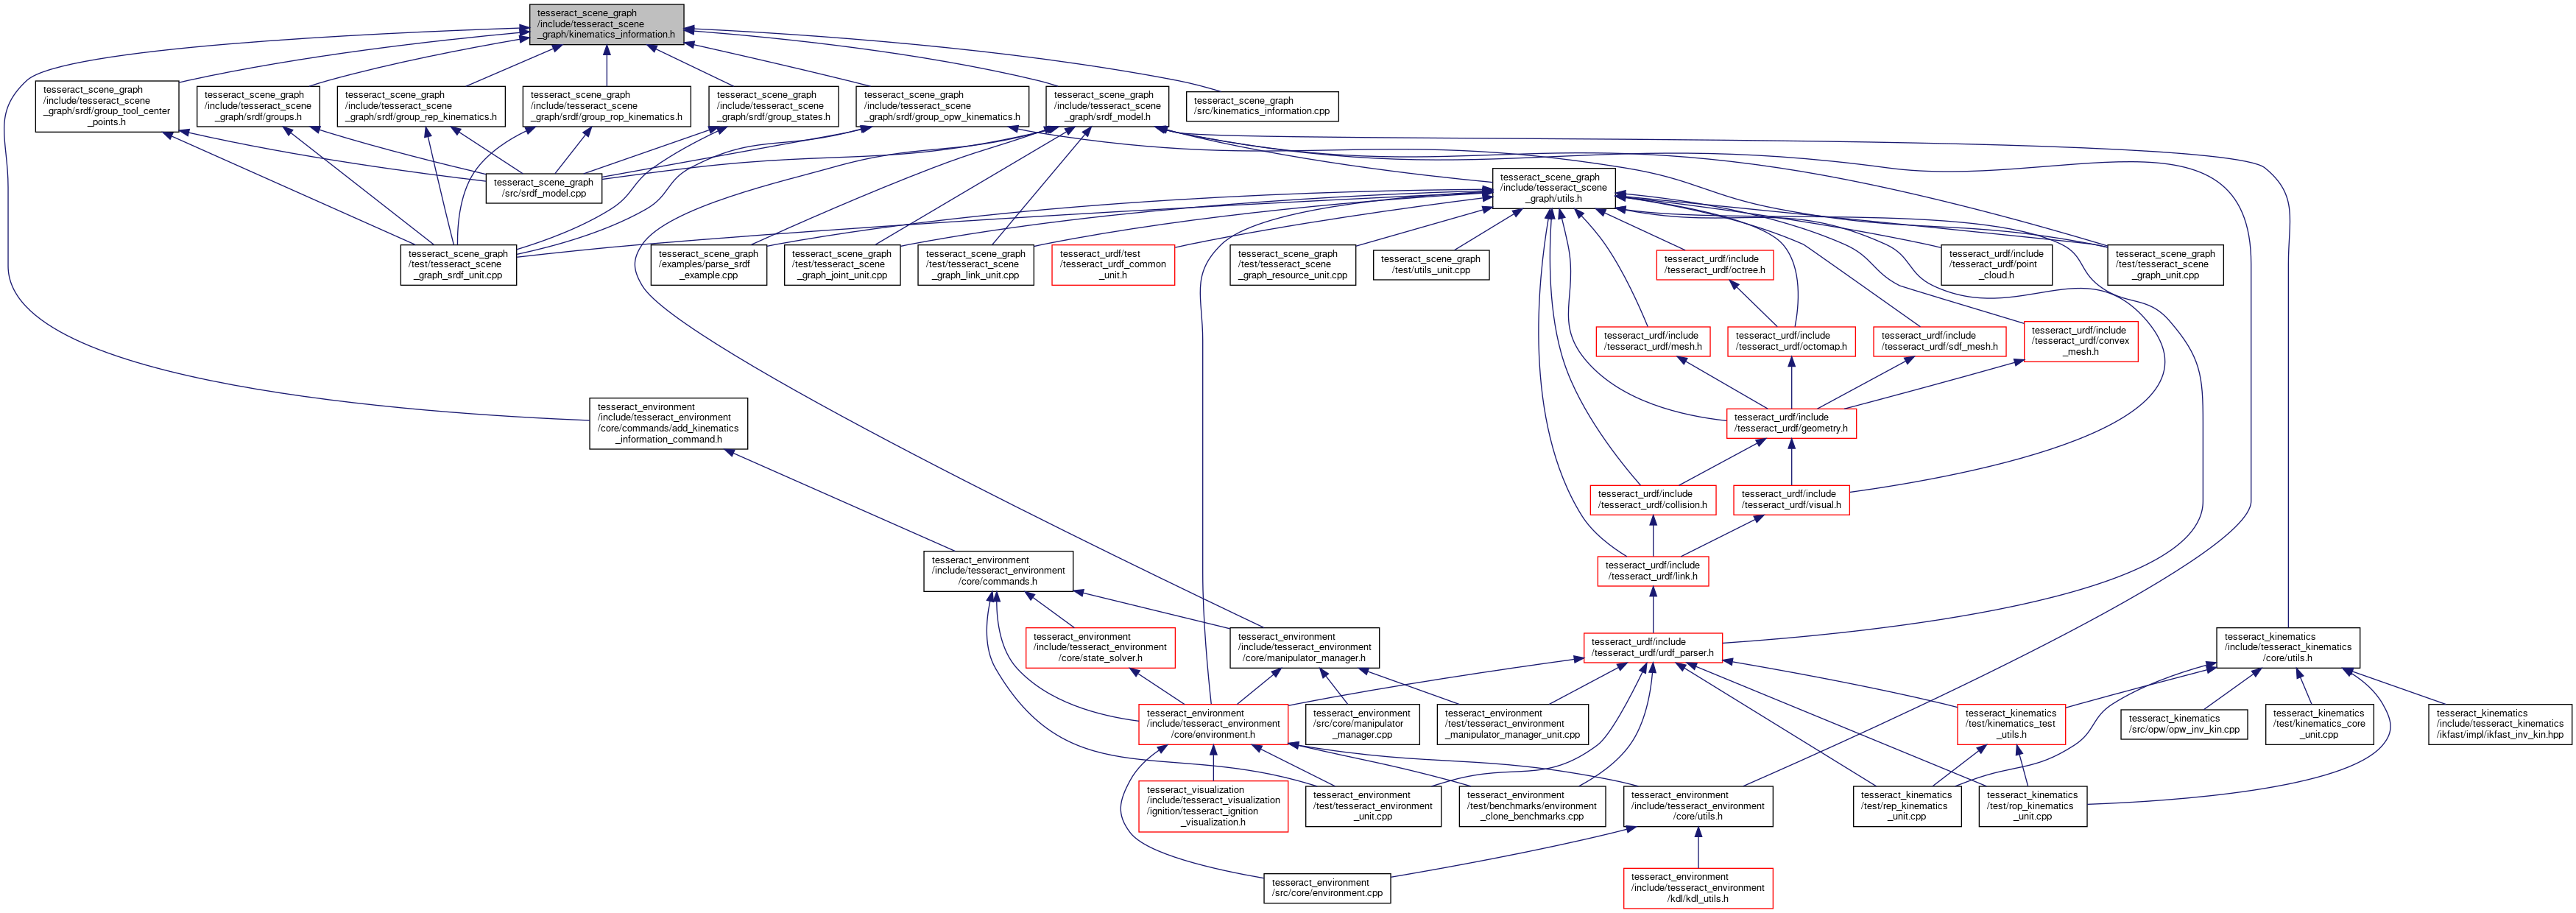 tesseract_scene_graph
/include/tesseract_scene
_graph/kinematics_information.h
tesseract_scene_graph
/include/tesseract_scene
_graph/srdf/group_tool_center
_points.h
tesseract_scene_graph
/include/tesseract_scene
_graph/srdf/groups.h
tesseract_scene_graph
/include/tesseract_scene
_graph/srdf/group_rep_kinematics.h
tesseract_scene_graph
/include/tesseract_scene
_graph/srdf/group_rop_kinematics.h
tesseract_scene_graph
/include/tesseract_scene
_graph/srdf/group_states.h
tesseract_scene_graph
/include/tesseract_scene
_graph/srdf/group_opw_kinematics.h
tesseract_scene_graph
/include/tesseract_scene
_graph/srdf_model.h
tesseract_scene_graph
/src/kinematics_information.cpp
tesseract_scene_graph
/src/srdf_model.cpp
tesseract_scene_graph
/include/tesseract_scene
_graph/utils.h
tesseract_scene_graph
/test/tesseract_scene
_graph_srdf_unit.cpp
tesseract_scene_graph
/examples/parse_srdf
_example.cpp
tesseract_scene_graph
/test/tesseract_scene
_graph_joint_unit.cpp
tesseract_scene_graph
/test/tesseract_scene
_graph_link_unit.cpp
tesseract_urdf/test
/tesseract_urdf_common
_unit.h
tesseract_scene_graph
/test/tesseract_scene
_graph_resource_unit.cpp
tesseract_scene_graph
/test/utils_unit.cpp
tesseract_urdf/include
/tesseract_urdf/octree.h
tesseract_urdf/include
/tesseract_urdf/point
_cloud.h
tesseract_scene_graph
/test/tesseract_scene
_graph_unit.cpp
tesseract_urdf/include
/tesseract_urdf/mesh.h
tesseract_urdf/include
/tesseract_urdf/octomap.h
tesseract_urdf/include
/tesseract_urdf/sdf_mesh.h
tesseract_urdf/include
/tesseract_urdf/convex
_mesh.h
tesseract_environment
/include/tesseract_environment
/core/commands/add_kinematics
_information_command.h
tesseract_urdf/include
/tesseract_urdf/geometry.h
tesseract_urdf/include
/tesseract_urdf/collision.h
tesseract_urdf/include
/tesseract_urdf/visual.h
tesseract_environment
/include/tesseract_environment
/core/commands.h
tesseract_urdf/include
/tesseract_urdf/link.h
tesseract_environment
/include/tesseract_environment
/core/state_solver.h
tesseract_environment
/include/tesseract_environment
/core/manipulator_manager.h
tesseract_urdf/include
/tesseract_urdf/urdf_parser.h
tesseract_kinematics
/include/tesseract_kinematics
/core/utils.h
tesseract_environment
/include/tesseract_environment
/core/environment.h
tesseract_environment
/src/core/manipulator
_manager.cpp
tesseract_environment
/test/tesseract_environment
_manipulator_manager_unit.cpp
tesseract_kinematics
/test/kinematics_test
_utils.h
tesseract_kinematics
/src/opw/opw_inv_kin.cpp
tesseract_kinematics
/test/kinematics_core
_unit.cpp
tesseract_kinematics
/include/tesseract_kinematics
/ikfast/impl/ikfast_inv_kin.hpp
tesseract_visualization
/include/tesseract_visualization
/ignition/tesseract_ignition
_visualization.h
tesseract_environment
/test/tesseract_environment
_unit.cpp
tesseract_environment
/test/benchmarks/environment
_clone_benchmarks.cpp
tesseract_environment
/include/tesseract_environment
/core/utils.h
tesseract_kinematics
/test/rep_kinematics
_unit.cpp
tesseract_kinematics
/test/rop_kinematics
_unit.cpp
tesseract_environment
/src/core/environment.cpp
tesseract_environment
/include/tesseract_environment
/kdl/kdl_utils.h